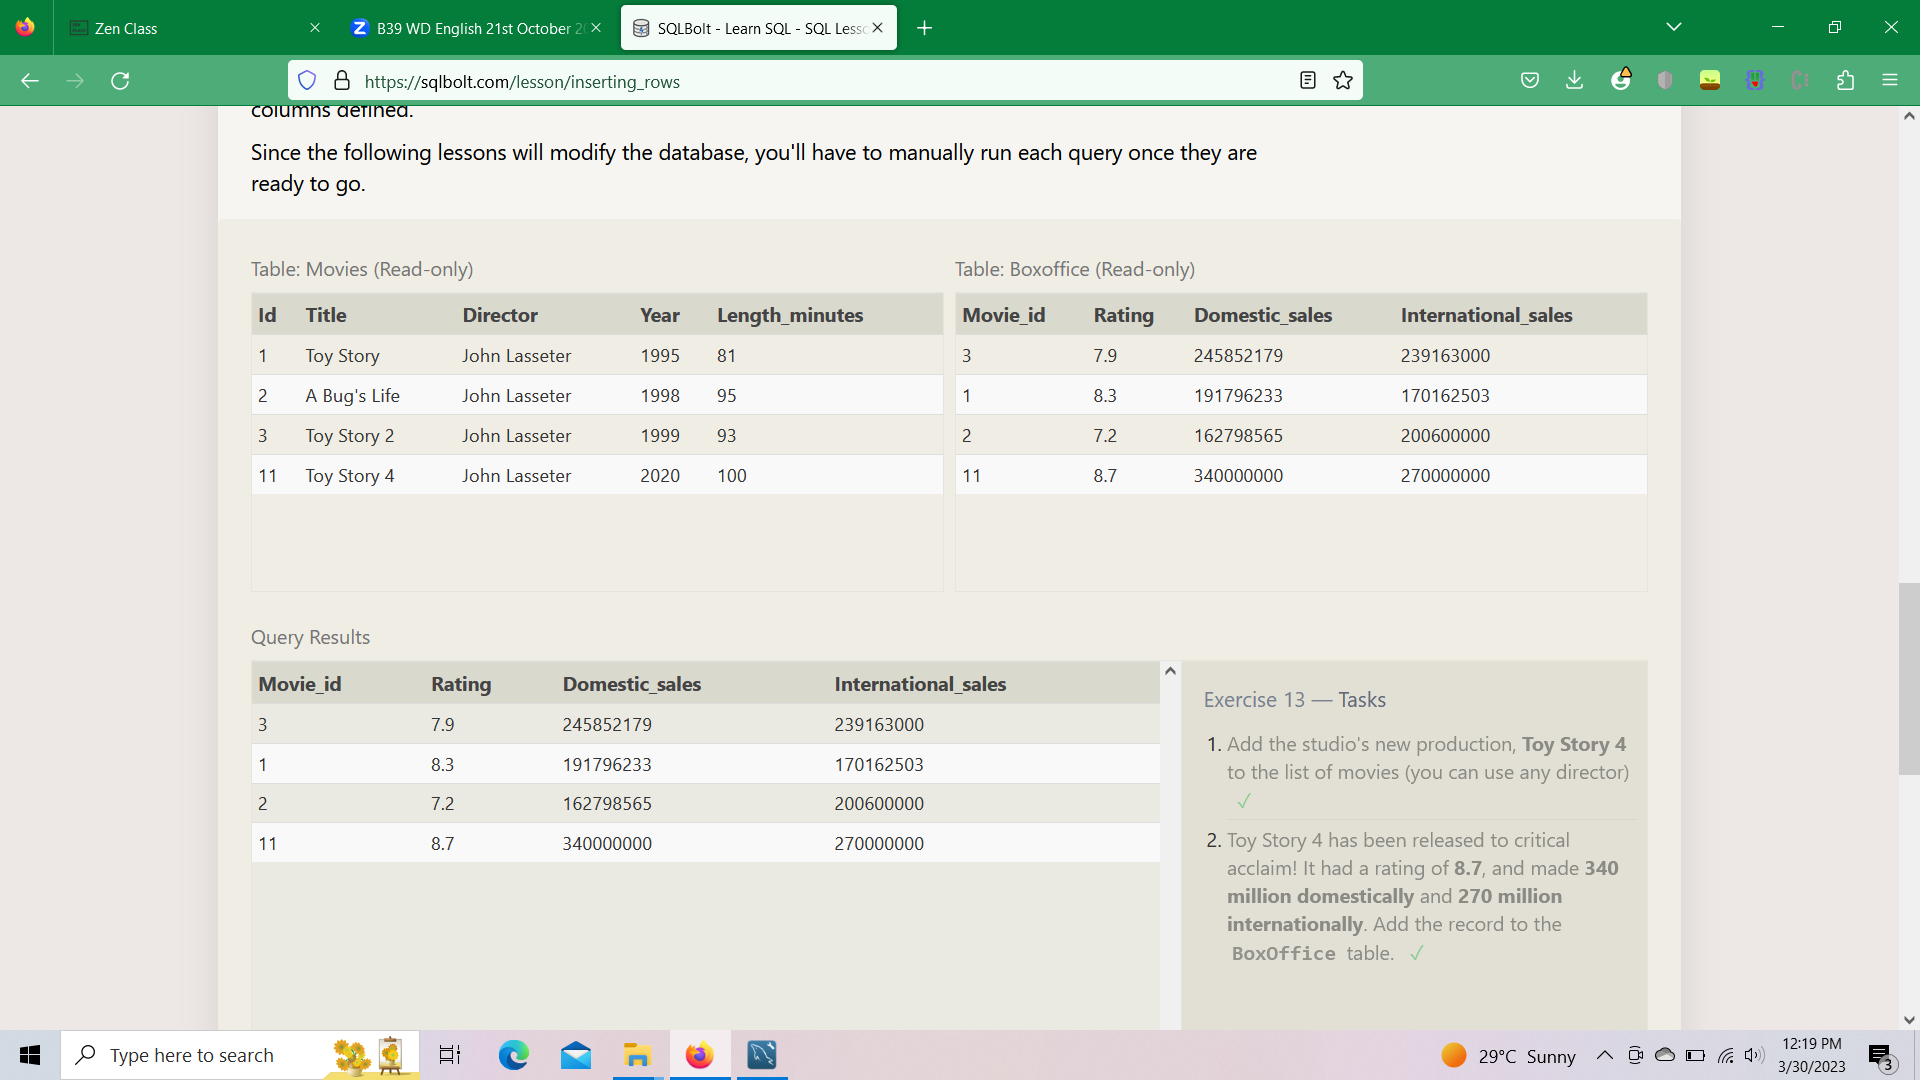 Zen Class
B39 WD English 21st October 2
SQLBolt - Learn SQL - SQL Less
https://sqlbolt.com/lesson/inserting_rows
columns defined.
Since the following lessons will modify the database, you'll have to manually run each query once they are
ready to go.
Table: Movies (Read-only)
Id Title Director Year Length_minutes
1 Toy Story John Lasseter 1995 81
2 A Bug's Life John Lasseter 1998 95
3 Toy Story 2 John Lasseter 1999 93
11 Toy Story 4 John Lasseter 2020 100
Table: Boxoffice (Read-only)
Movie_id Rating Domestic_sales International_sales
3 7.9 245852179 239163000
1 8.3 191796233 170162503
2 7.2 162798565 200600000
11 8.7 340000000 270000000
Query Results
Movie_id Rating Domestic_sales International_sales
3 7.9 245852179 239163000
1 8.3 191796233 170162503
2 7.2 162798565 200600000
11 8.7 340000000 270000000
Exercise 13 — Tasks
1. Add the studio's new production, Toy Story 4
to the list of movies (you can use any director)
✓
2. Toy Story 4 has been released to critical
acclaim! It had a rating of 8.7, and made 340
million domestically and 270 million
internationally. Add the record to the
BoxOffice table. ✓
Type here to search
29°C Sunny
12:19 PM
3/30/2023
3